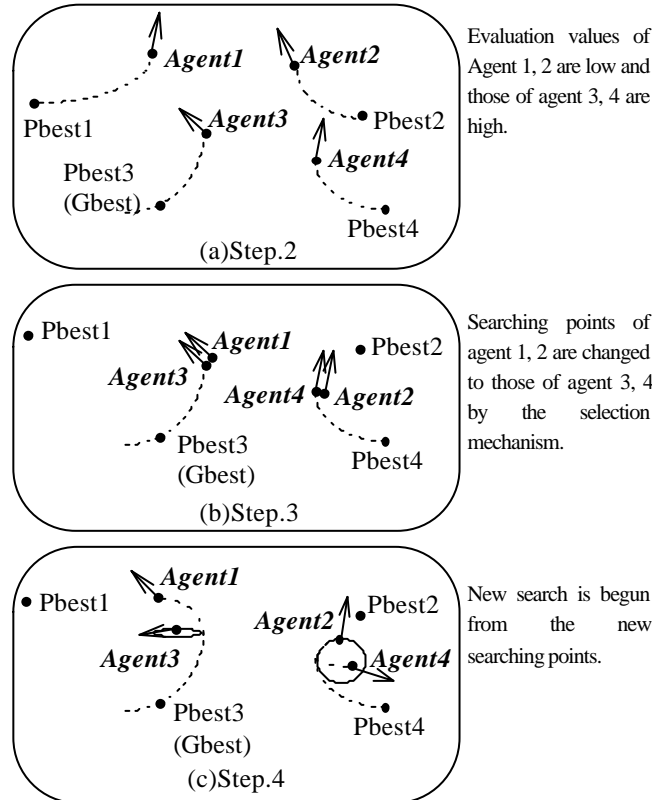 Agent1
Agent2
Pbest1
Agent3
Pbest2
Pbest3
(Gbest)
Agent4
Pbest4
(a)Step.2
Evaluation values of
Agent 1, 2 are low and
those of agent 3, 4 are
high.
Pbest1
Agent1
Pbest2
Agent3
Agent4
Agent2
Pbest3
(Gbest)
Pbest4
(b)Step.3
Searching points of
agent 1, 2 are changed
to those of agent 3, 4
by the selection
mechanism.
Agent1
Pbest1
Pbest2
Agent2
Agent3
Agent4
Pbest3
(Gbest)
Pbest4
(c)Step.4
New search is begun
from the new
searching points.